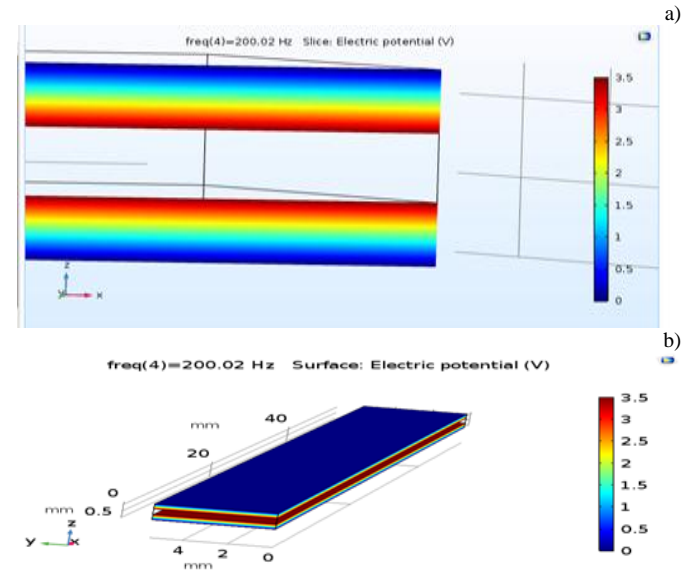 a)
freq(4)=200.02 Hz Slice: Electric potential (V)
3.5
3
2.5
2
1.5
1
0.5
0
z
y x
b)
freq(4)=200.02 Hz Surface: Electric potential (V)
mm
40
20
0
mm 0.5
z
y x
4
2
0
mm
3.5
3
2.5
2
1.5
1
0.5
0